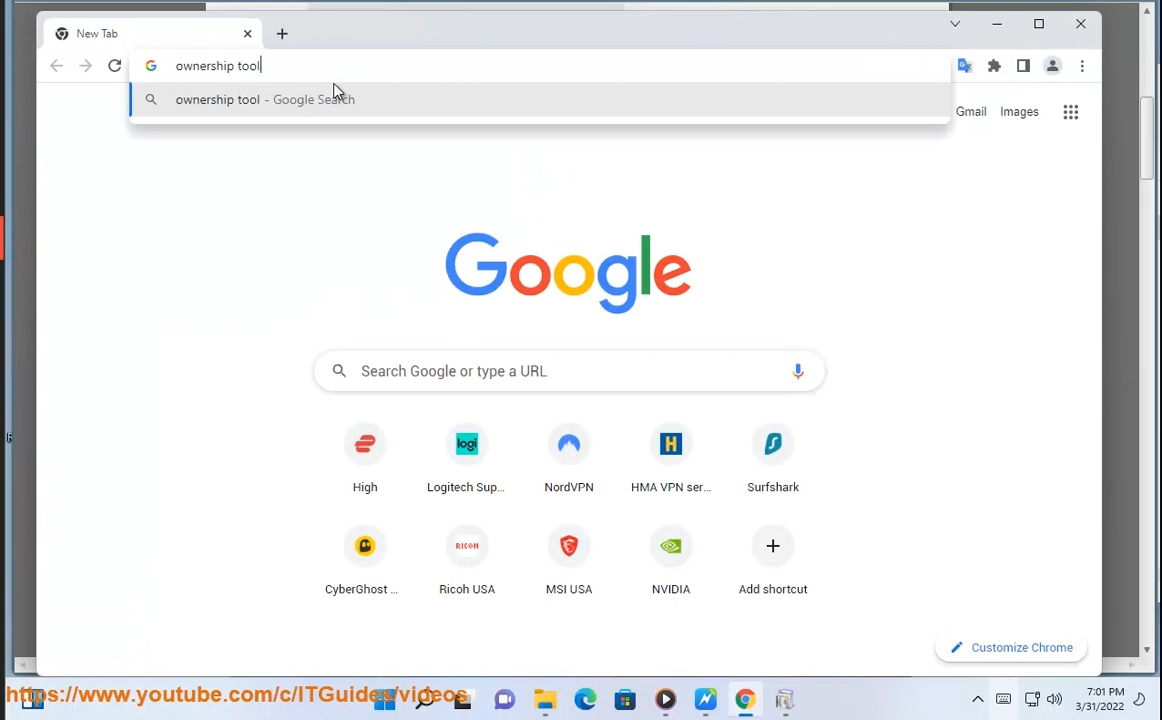 New Tab
ownership tool
ownership tool - Google Search
Gmail Images
Google
Search Google or type a URL
logi
High Logitech Sup... NordVPN HMA VPN ser... Surfshark
RICOH
CyberGhost ... Ricoh USA MSI USA NVIDIA Add shortcut
Customize Chrome
https://www.youtube.com/c/ITGuides/videos
7:01 PM
3/31/2022